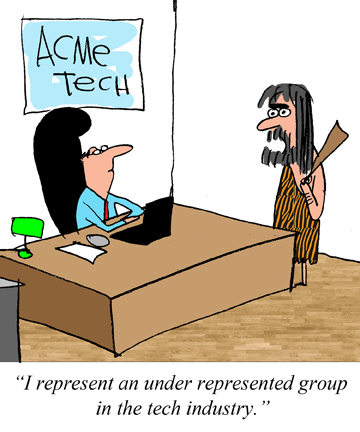 ACMe
TecH
“I represent an under represented group
in the tech industry.”